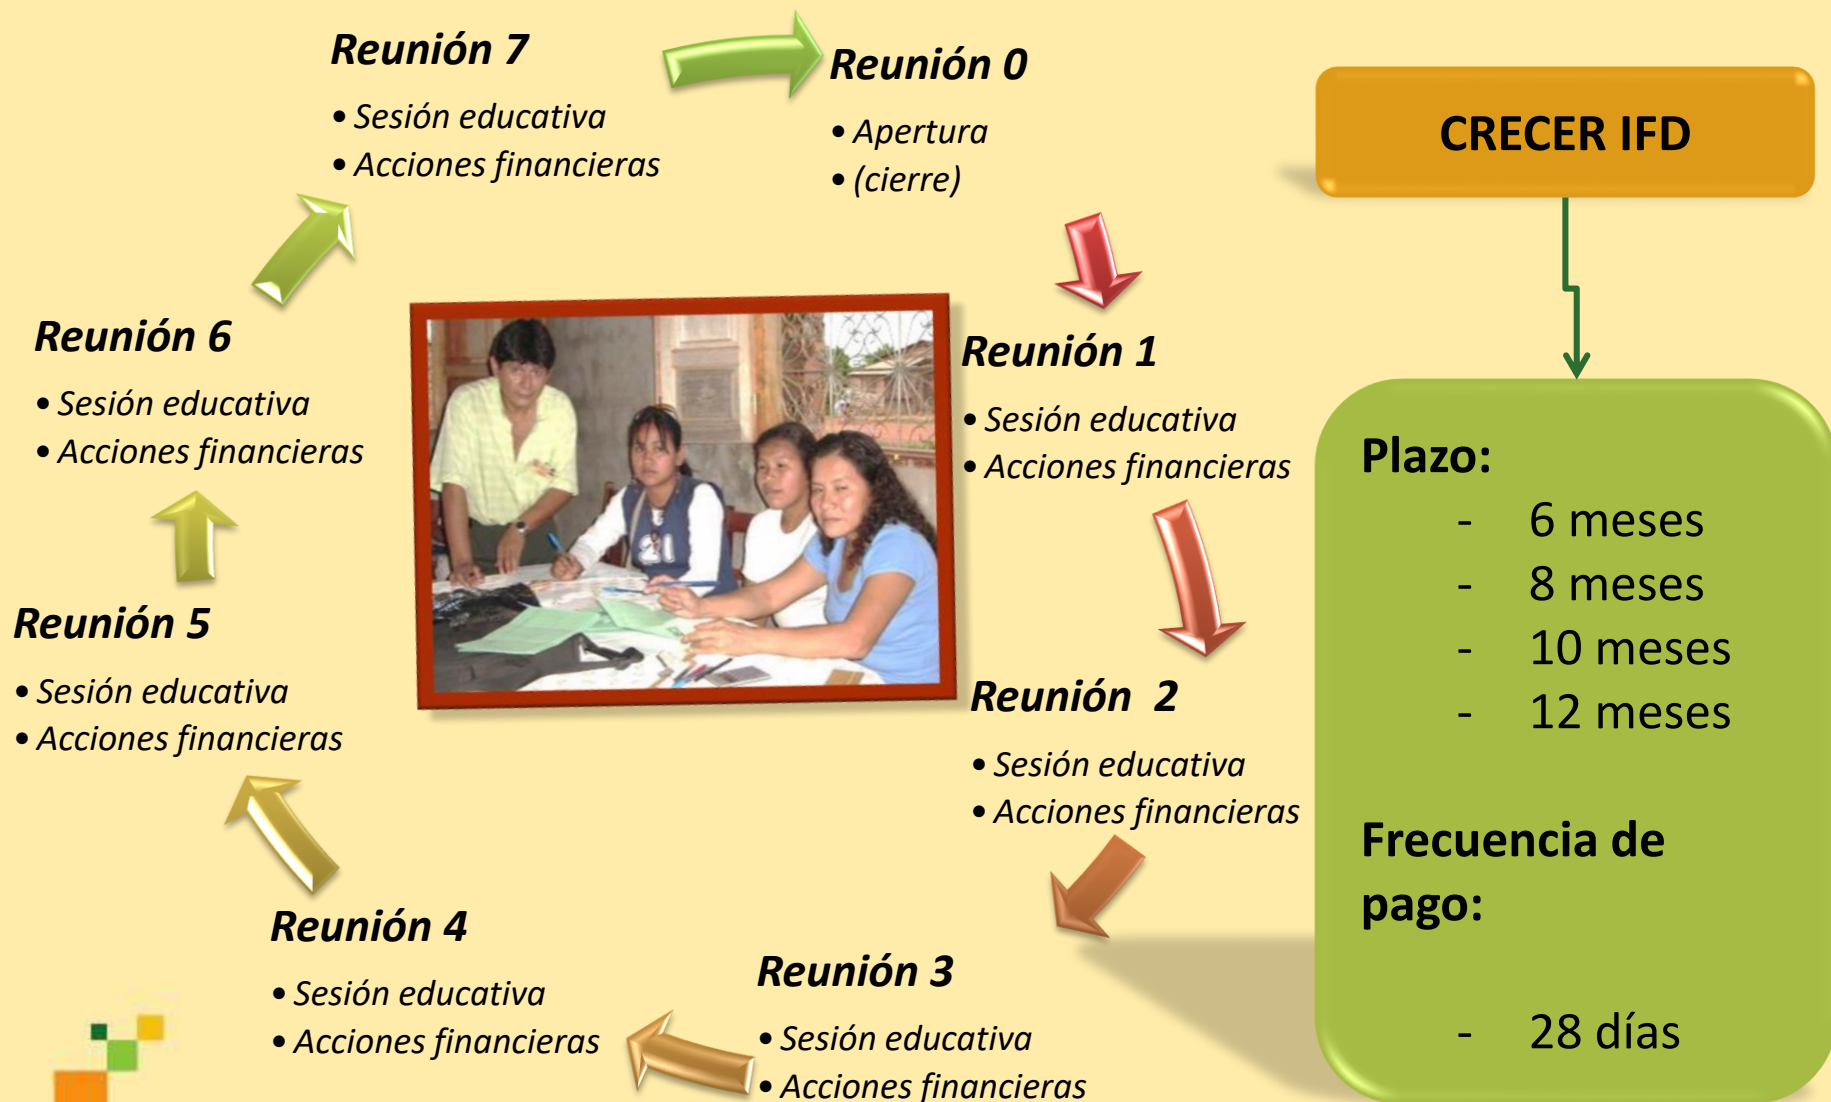 Reunión 7
• Sesión educativa
• Acciones financieras
Reunión 0
• Apertura
• (cierre)
Reunión 1
• Sesión educativa
• Acciones financieras
Reunión 2
• Sesión educativa
• Acciones financieras
Reunión 3
• Sesión educativa
• Acciones financieras
Reunión 4
• Sesión educativa
• Acciones financieras
Reunión 5
• Sesión educativa
• Acciones financieras
Reunión 6
• Sesión educativa
• Acciones financieras
CRECER IFD
Plazo:
- 6 meses
- 8 meses
- 10 meses
- 12 meses
Frecuencia de
pago:
- 28 días
21